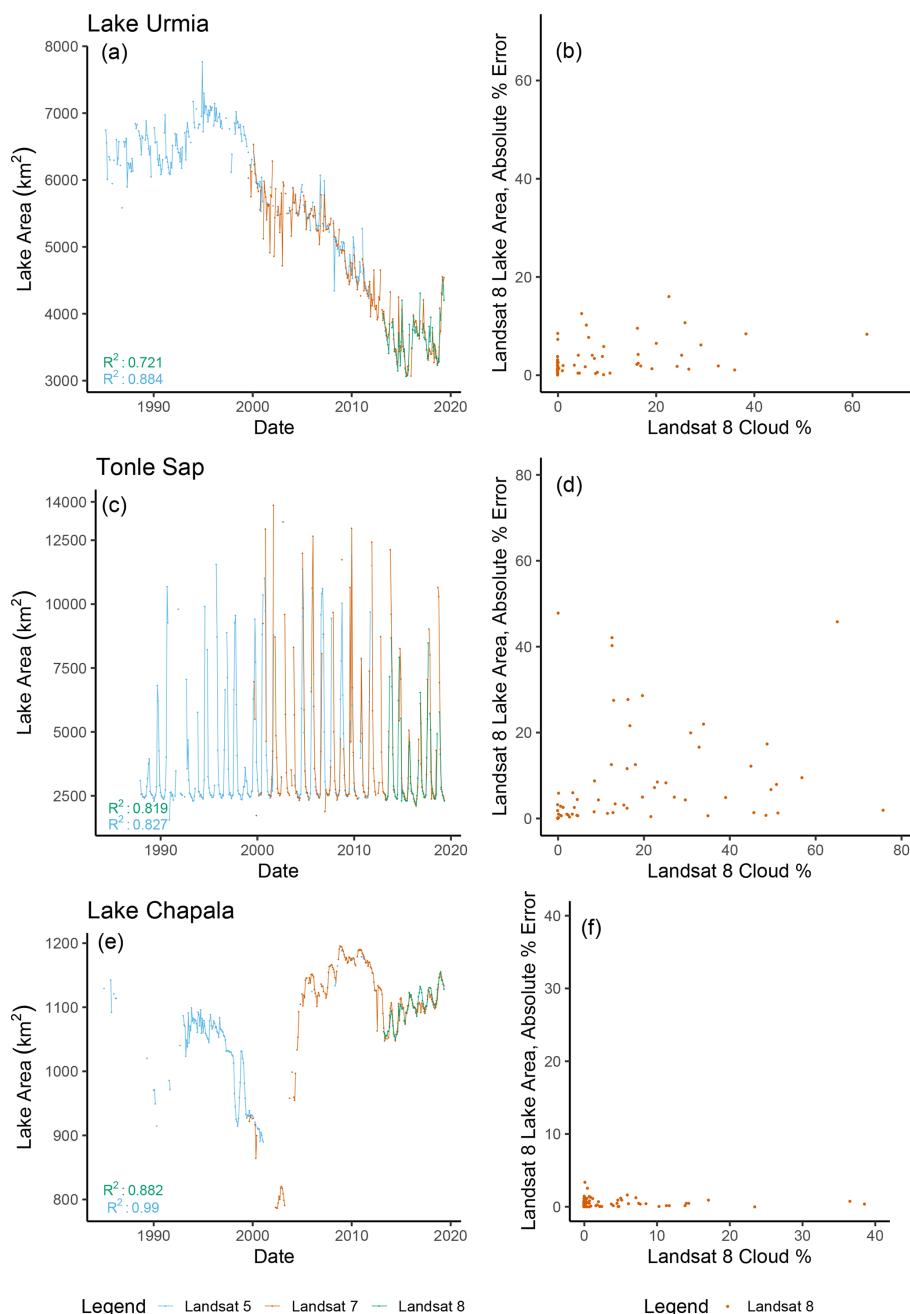 Lake Urmia
(a)
8000
7000
6000
5000
4000
3000
Lake Area (km²)
R² : 0.721
R² : 0.884
1990
2000
2010
2020
Date
(b)
60
40
20
0
Landsat 8 Lake Area, Absolute % Error
0
20
40
60
Landsat 8 Cloud %
Tonle Sap
(c)
14000
12500
10000
7500
5000
2500
Lake Area (km²)
R² : 0.819
R² : 0.827
1990
2000
2010
2020
Date
(d)
80
60
40
20
0
Landsat 8 Lake Area, Absolute % Error
0
20
40
60
80
Landsat 8 Cloud %
Lake Chapala
(e)
1200
1100
1000
900
800
Lake Area (km²)
R² : 0.882
R² : 0.99
1990
2000
2010
2020
Date
(f)
40
30
20
10
0
Landsat 8 Lake Area, Absolute % Error
0
10
20
30
40
Landsat 8 Cloud %
Legend Landsat 5 Landsat 7 Landsat 8
Legend Landsat 8